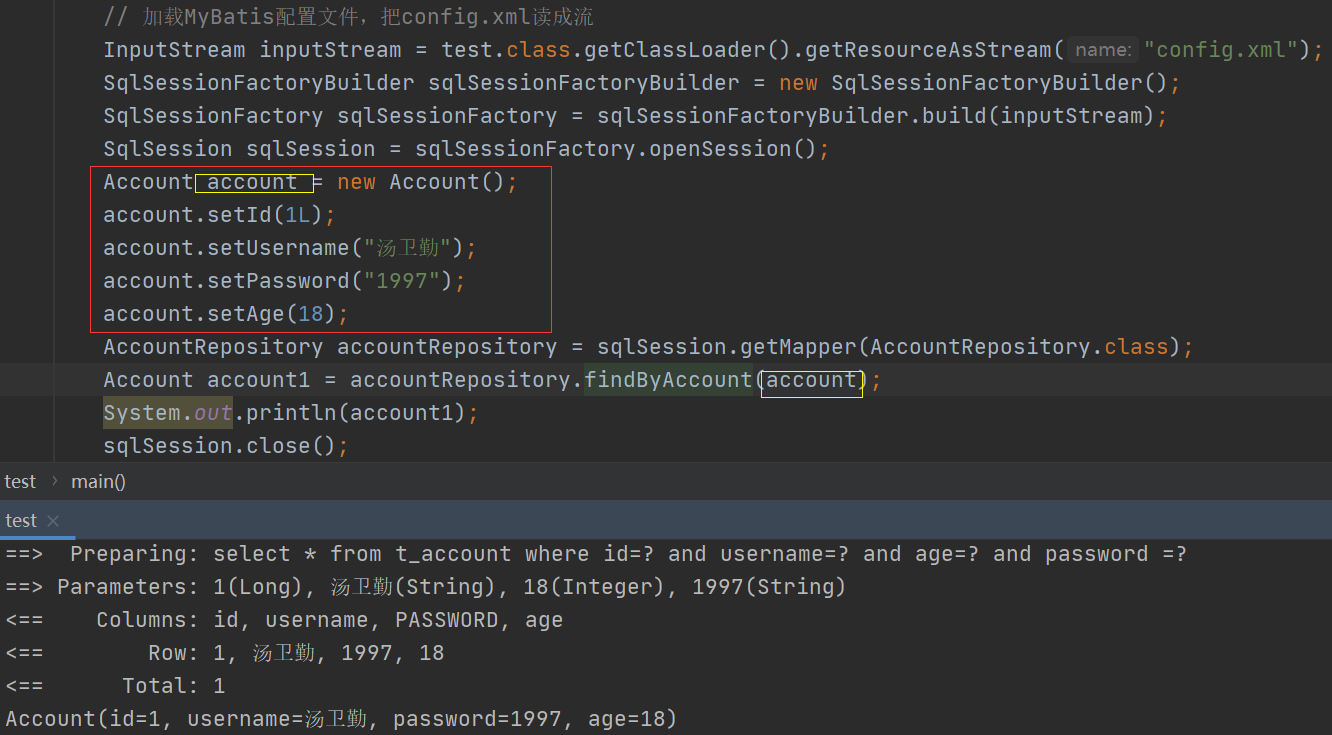 // 加载MyBatis配置文件，把config.xml读成流
InputStream inputStream = test.class.getClassLoader().getResourceAsStream( name: "config.xml");
SqlSessionFactoryBuilder sqlSessionFactoryBuilder = new SqlSessionFactoryBuilder();
SqlSessionFactory sqlSessionFactory = sqlSessionFactoryBuilder.build(inputStream);
SqlSession sqlSession = sqlSessionFactory.openSession();
Account account = new Account();
account.setId(1L);
account.setUsername("汤卫勤");
account.setPassword("1997");
account.setAge(18);
AccountRepository accountRepository = sqlSession.getMapper(AccountRepository.class);
Account account1 = accountRepository.findByAccount(account);
System.out.println(account1);
sqlSession.close();
test › main()
test ×
==>  Preparing: select * from t_account where id=? and username=? and age=? and password =?
==> Parameters: 1(Long), 汤卫勤(String), 18(Integer), 1997(String)
<==    Columns: id, username, PASSWORD, age
<==        Row: 1, 汤卫勤, 1997, 18
<==      Total: 1
Account(id=1, username=汤卫勤, password=1997, age=18)